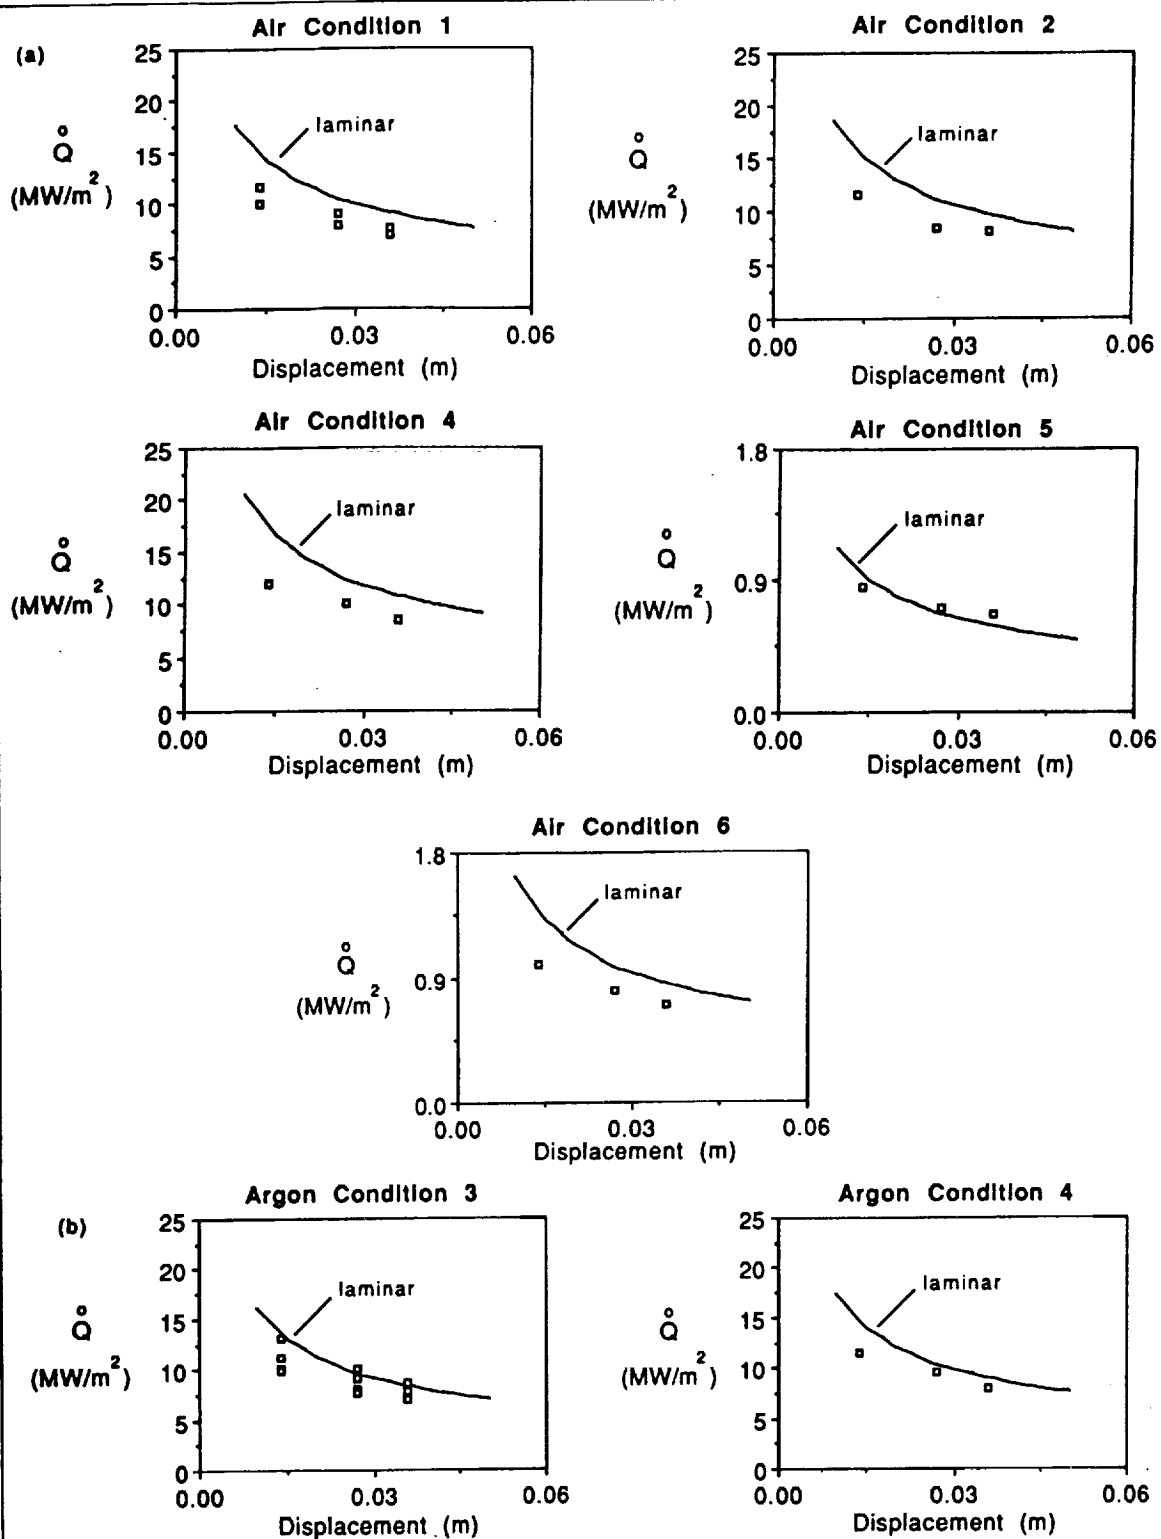 Air Condition 1
(a)
25
20
15
10
5
0
laminar
Q̊
(MW/m²)
0.00 0.03 0.06
Displacement (m)
Air Condition 2
25
20
15
10
5
0
laminar
Q̊
(MW/m²)
0.00 0.03 0.06
Displacement (m)
Air Condition 4
25
20
15
10
5
0
laminar
Q̊
(MW/m²)
0.00 0.03 0.06
Displacement (m)
Air Condition 5
1.8
0.9
0.0
laminar
Q̊
(MW/m²)
0.00 0.03 0.06
Displacement (m)
Air Condition 6
1.8
0.9
0.0
laminar
Q̊
(MW/m²)
0.00 0.03 0.06
Displacement (m)
Argon Condition 3
(b)
25
20
15
10
5
0
laminar
Q̊
(MW/m²)
0.00 0.03 0.06
Displacement (m)
Argon Condition 4
25
20
15
10
5
0
laminar
Q̊
(MW/m²)
0.00 0.03 0.06
Displacement (m)